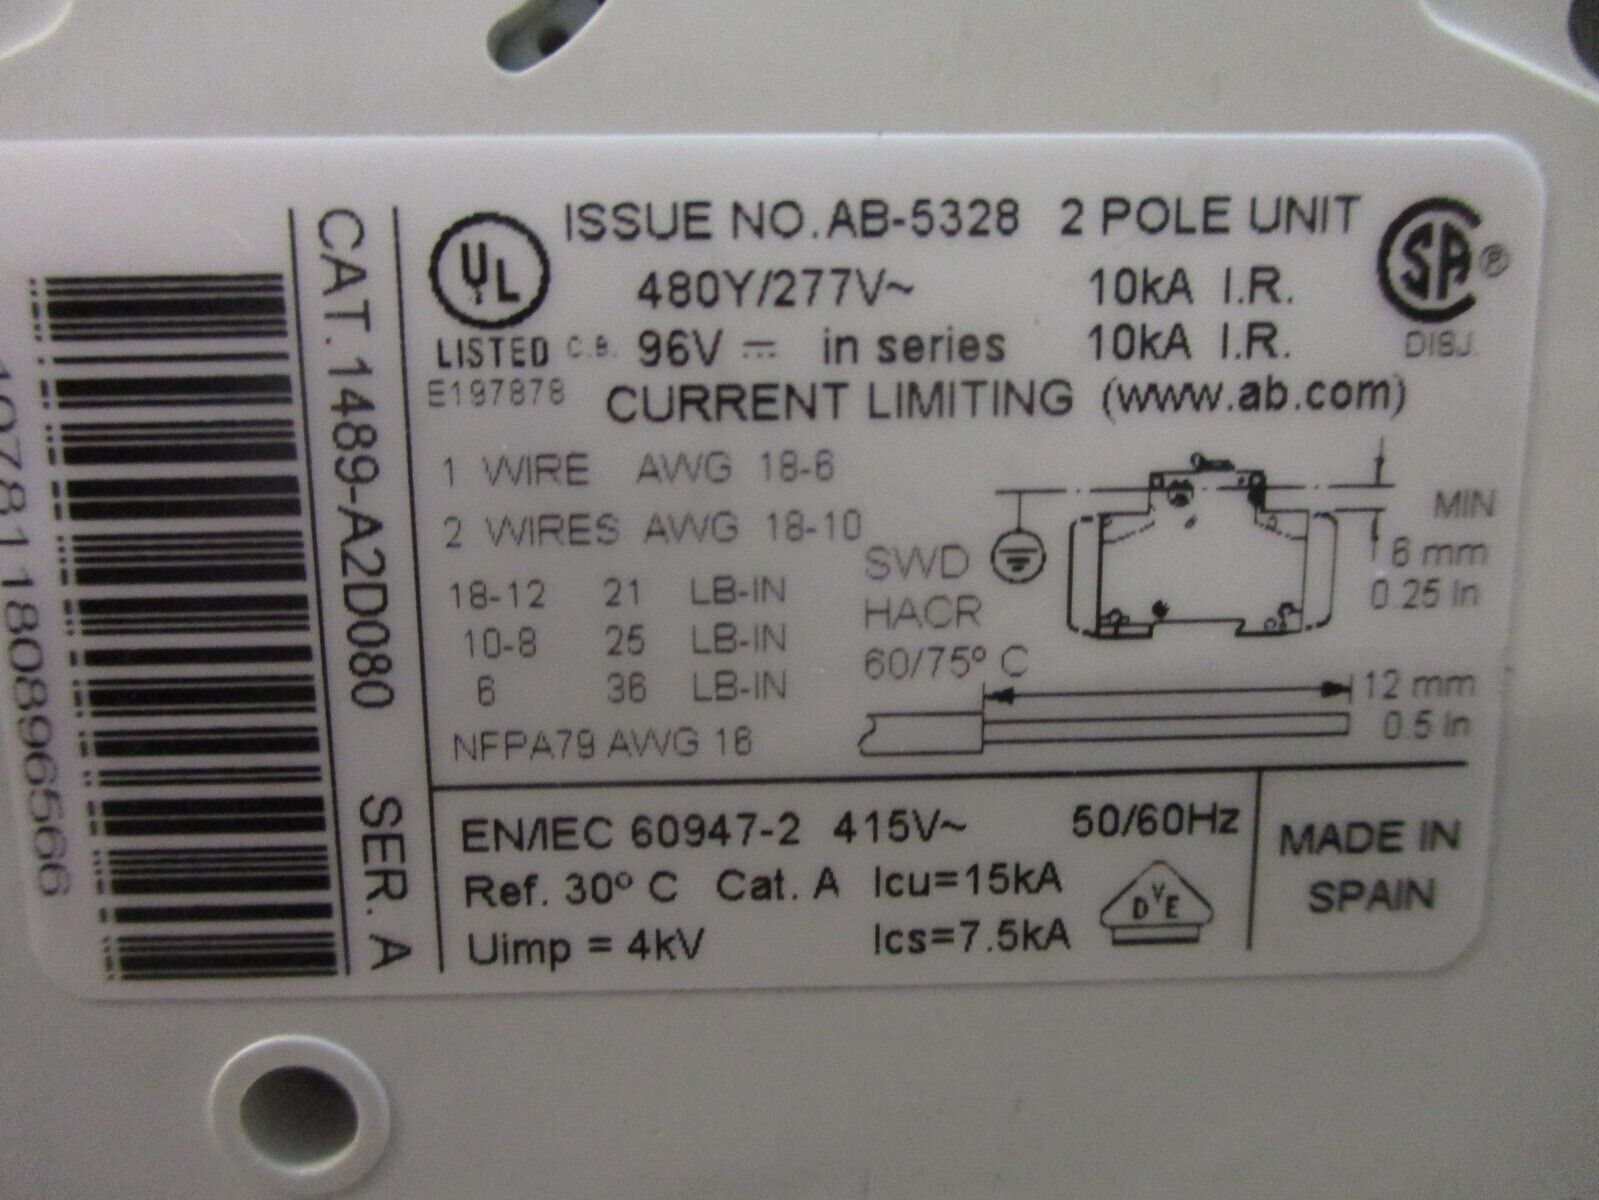 ISSUE NO. AB-5328 2 POLE UNIT
UL
480Y/277V~ 10kA I.R.
LISTED C.B. 96V in series 10kA I.R.
SA ®
DISJ.
E197878 CURRENT LIMITING (www.ab.com)
1 WIRE AWG 18-6
2 WIRES AWG 18-10
18-12 21 LB-IN
10-8 25 LB-IN
6 36 LB-IN
NFPA79 AWG 16
SWD
HACR
60/75° C
MIN
6 mm
0.25 In
12 mm
0.5 In
EN/IEC 60947-2 415V~ 50/60Hz
Ref. 30° C Cat. A Icu=15kA
Uimp = 4kV Ics=7.5kA
DVE
MADE IN
SPAIN
CAT. 1489-A2D080 SER. A
10781180896566